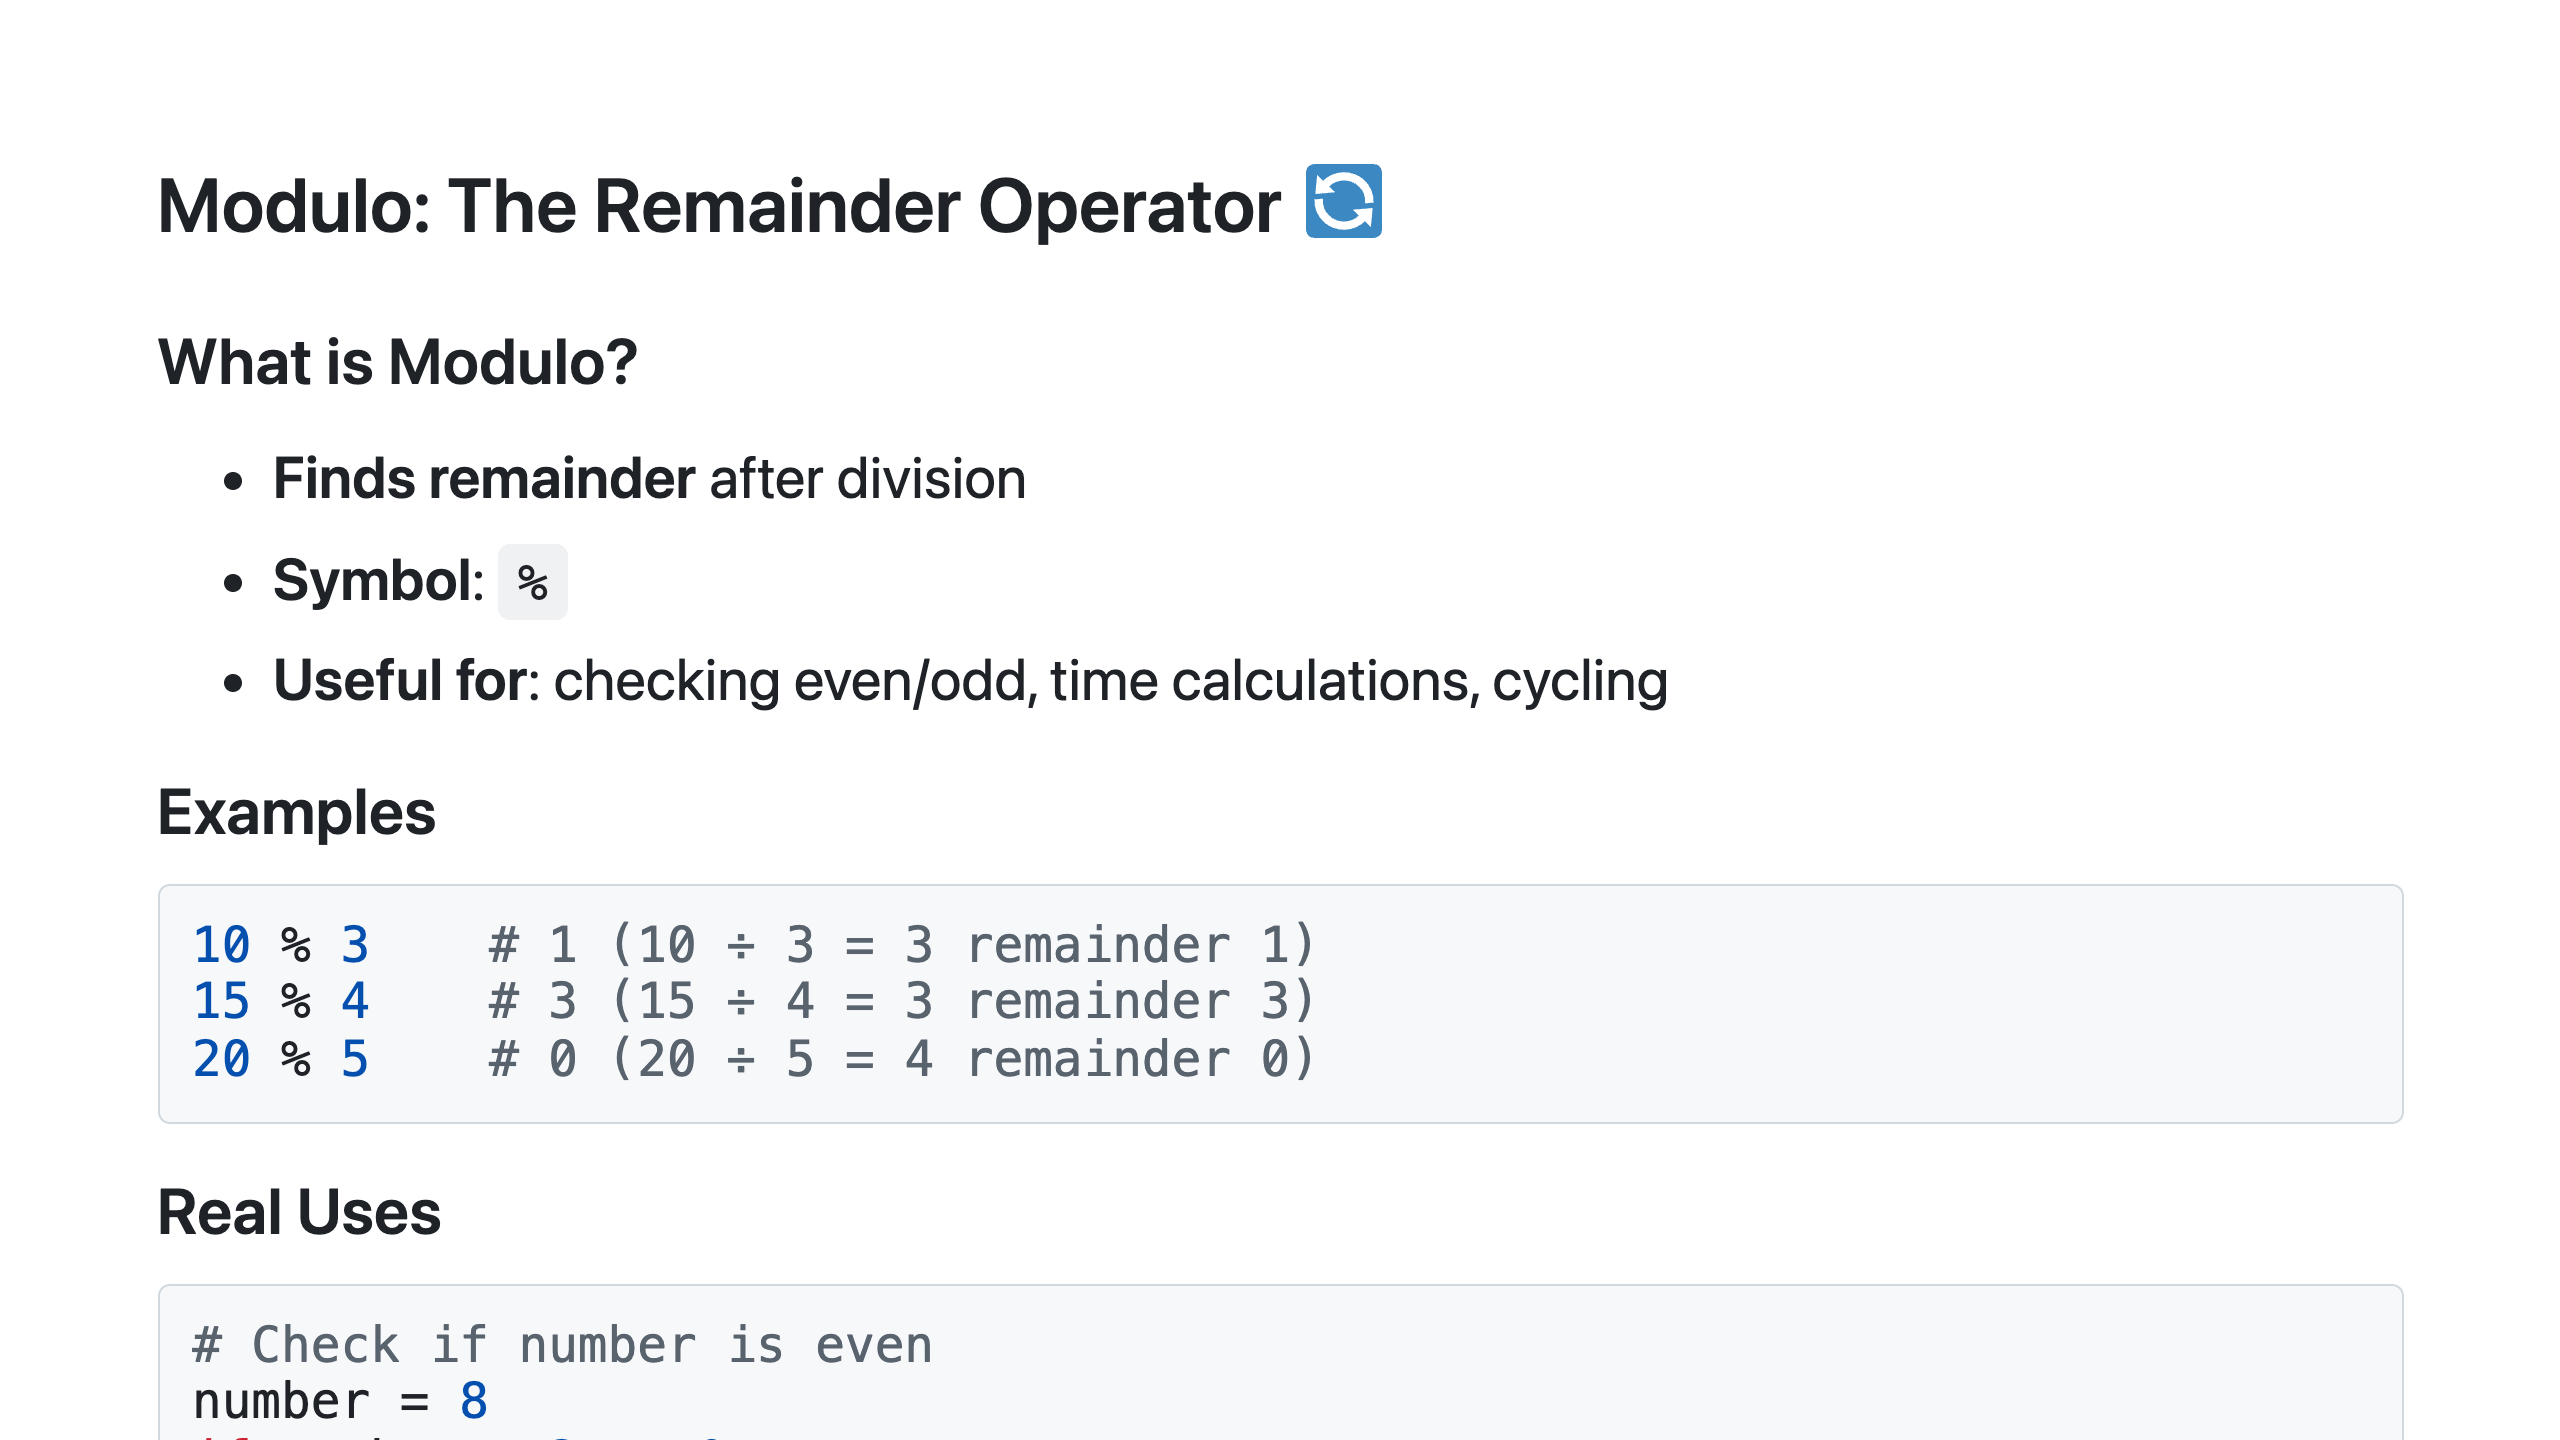 Modulo: The Remainder Operator 🔄
What is Modulo?
• Finds remainder after division
• Symbol: %
• Useful for: checking even/odd, time calculations, cycling
Examples
10 % 3    # 1 (10 ÷ 3 = 3 remainder 1)
15 % 4    # 3 (15 ÷ 4 = 3 remainder 3)
20 % 5    # 0 (20 ÷ 5 = 4 remainder 0)
Real Uses
# Check if number is even
number = 8